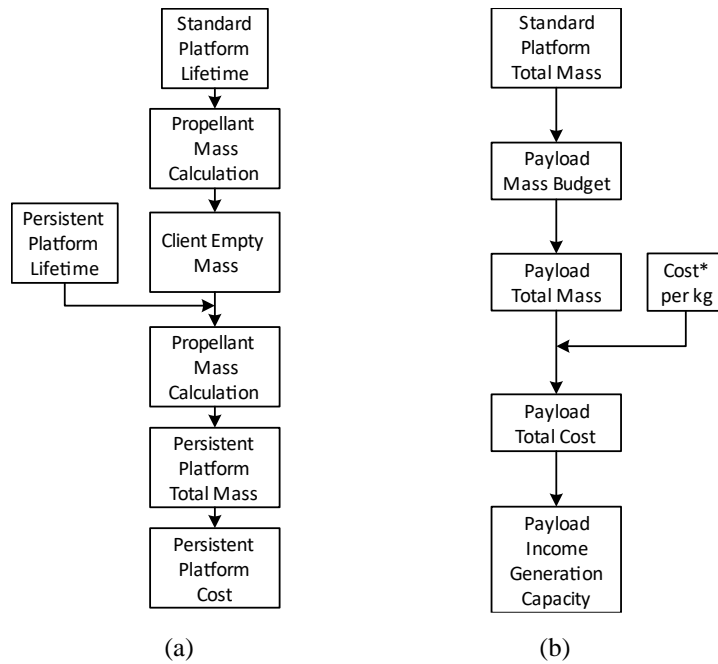 Standard
Platform
Lifetime
Propellant
Mass
Calculation
Persistent
Platform
Lifetime
Client Empty
Mass
Propellant
Mass
Calculation
Persistent
Platform
Total Mass
Persistent
Platform
Cost
(a)
Standard
Platform
Total Mass
Payload
Mass Budget
Payload
Total Mass
Cost*
per kg
Payload
Total Cost
Payload
Income
Generation
Capacity
(b)